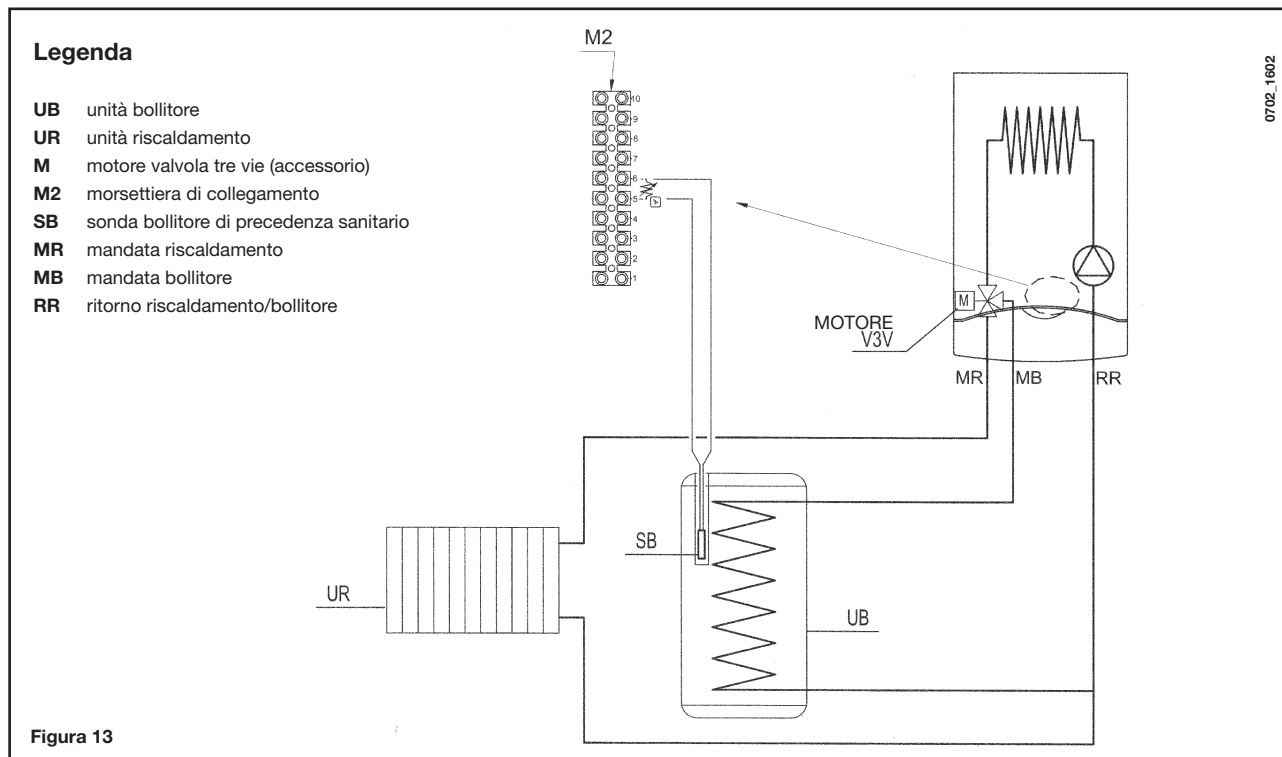 Legenda
UB unità bollitore
UR unità riscaldamento
M motore valvola tre vie (accessorio)
M2 morsettiera di collegamento
SB sonda bollitore di precedenza sanitario
MR mandata riscaldamento
MB mandata bollitore
RR ritorno riscaldamento/bollitore
M2
10
9
8
7
6
5
4
3
2
1
0702_1602
M
MOTORE
V3V
MR MB RR
SB
UR
UB
Figura 13